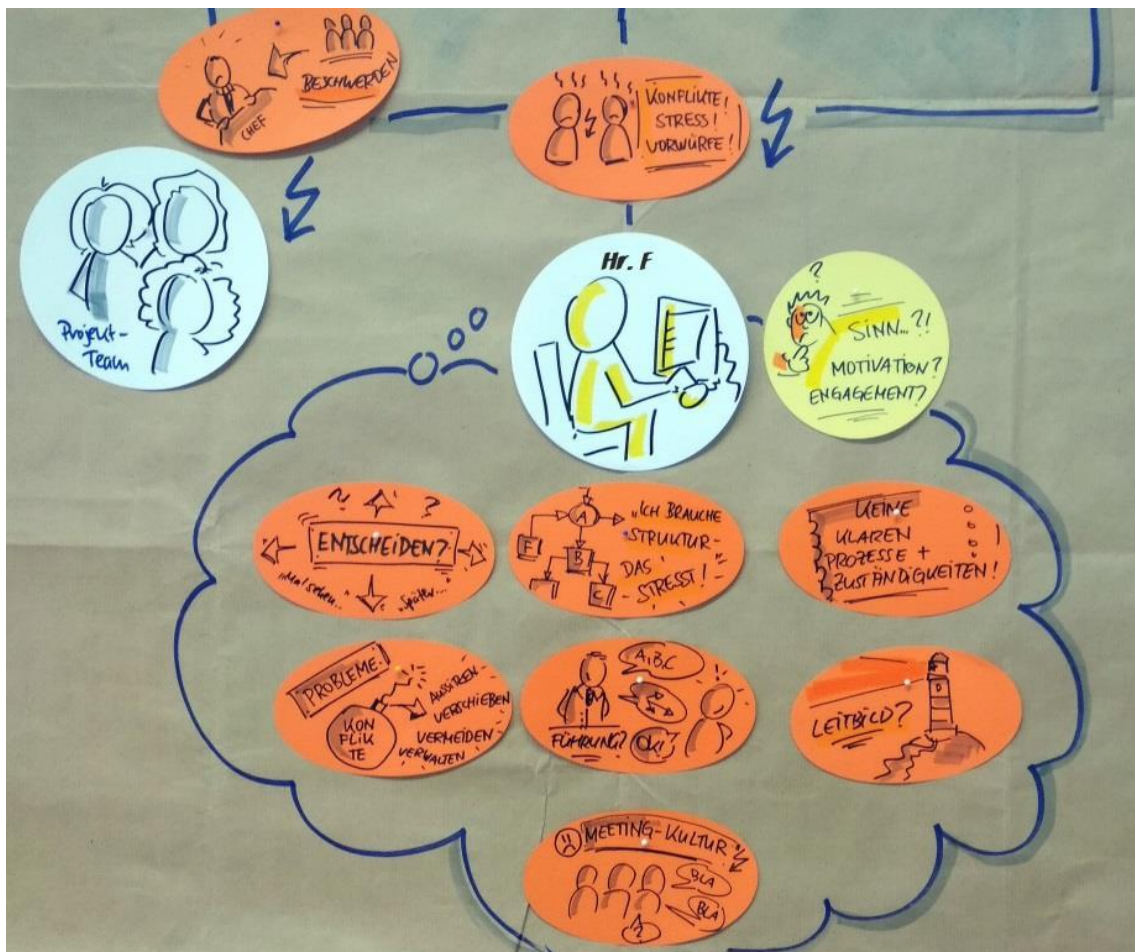 BESCHWERDEN
CHEF
KONFLIKTE!
STRESS!
VORWÜRFE!
Projekt-
Team
Hr. F
?
SINN...?!
MOTIVATION?
ENGAGEMENT?
?
ENTSCHEIDEN?
"Mal sehen.."
"Später..."
A
F
B
C
"ICH BRAUCHE
STRUKTUR-
DAS
STRESST!"
KEINE
KLAREN
PROZESSE +
ZUSTÄNDIGKEITEN!
PROBLEME
KON
FLIK
TE
AUSSITZEN
VERSCHIEBEN
VERMEIDEN
VERWALTEN
A,B,C
FÜHRUNG?
OK!?
LEITBILD?
MEETING-KULTUR
BLA
BLA